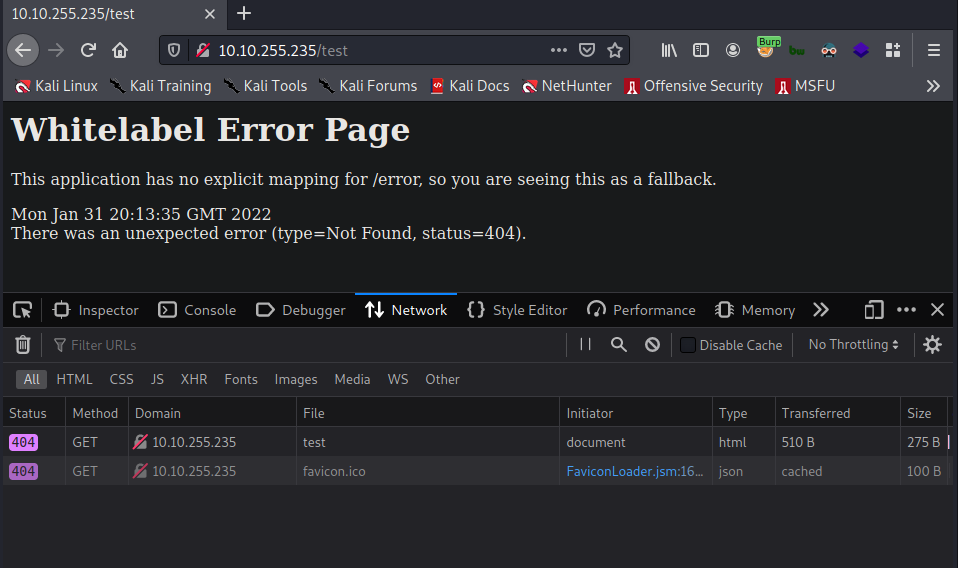 10.10.255.235/test
10.10.255.235/test
Burp
Kali Linux Kali Training Kali Tools Kali Forums Kali Docs NetHunter Offensive Security MSFU
Whitelabel Error Page
This application has no explicit mapping for /error, so you are seeing this as a fallback.
Mon Jan 31 20:13:35 GMT 2022
There was an unexpected error (type=Not Found, status=404).
Inspector Console Debugger Network Style Editor Performance Memory
Filter URLs Disable Cache No Throttling
All HTML CSS JS XHR Fonts Images Media WS Other
Status Method Domain File Initiator Type Transferred Size
404 GET 10.10.255.235 test document html 510 B 275 B
404 GET 10.10.255.235 favicon.ico FaviconLoader.jsm:16… json cached 100 B